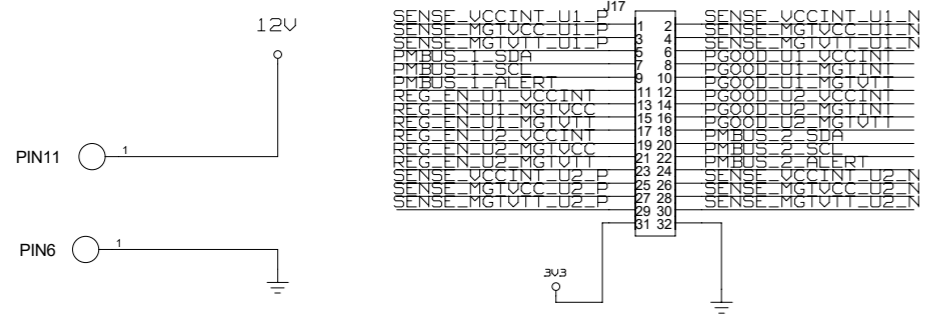 12V
PIN11 1
PIN6 1
J17
SENSE_VCCINT_U1_P 1 2 SENSE_VCCINT_U1_N
SENSE_MGTVCC_U1_P 3 4 SENSE_MGTVCC_U1_N
SENSE_MGTVTT_U1_P 5 6 SENSE_MGTVTT_U1_N
PMBUS_1_SDA 7 8 PGOOD_U1_VCCINT
PMBUS_1_SCL 9 10 PGOOD_U1_MGTINT
PMBUS_1_ALERT 11 12 PGOOD_U1_MGTVTT
REG_EN_U1_VCCINT 13 14 PGOOD_U2_VCCINT
REG_EN_U1_MGTVCC 15 16 PGOOD_U2_MGTINT
REG_EN_U1_MGTVTT 17 18 PGOOD_U2_MGTVTT
REG_EN_U2_VCCINT 19 20 PMBUS_2_SDA
REG_EN_U2_MGTVCC 21 22 PMBUS_2_SCL
REG_EN_U2_MGTVTT 23 24 PMBUS_2_ALERT
SENSE_VCCINT_U2_P 25 26 SENSE_VCCINT_U2_N
SENSE_MGTVCC_U2_P 27 28 SENSE_MGTVCC_U2_N
SENSE_MGTVTT_U2_P 29 30 SENSE_MGTVTT_U2_N
31 32
3V3